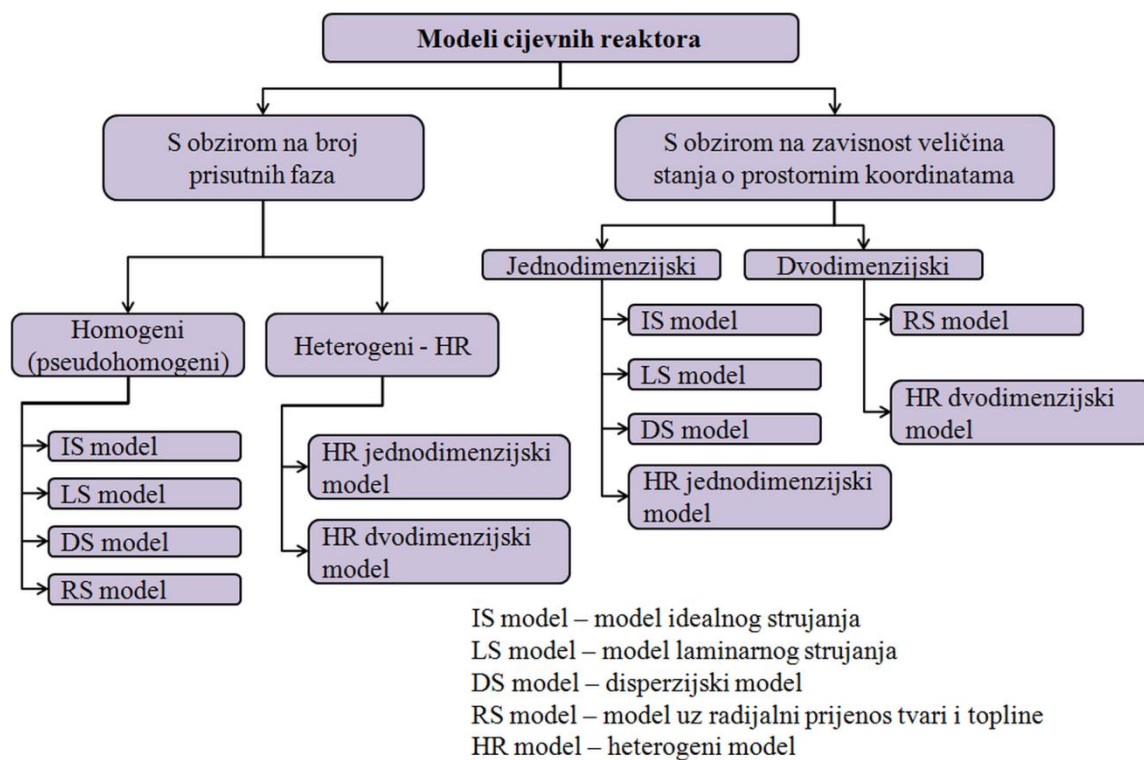 Modeli cijevnih reaktora
S obzirom na broj
prisutnih faza
S obzirom na zavisnost veličina
stanja o prostornim koordinatama
Homogeni
(pseudohomogeni)
IS model
LS model
DS model
RS model
Heterogeni - HR
HR jednodimenzijski
model
HR dvodimenzijski
model
Jednodimenzijski
IS model
LS model
DS model
HR jednodimenzijski
model
Dvodimenzijski
RS model
HR dvodimenzijski
model
IS model – model idealnog strujanja
LS model – model laminarnog strujanja
DS model – disperzijski model
RS model – model uz radijalni prijenos tvari i topline
HR model – heterogeni model